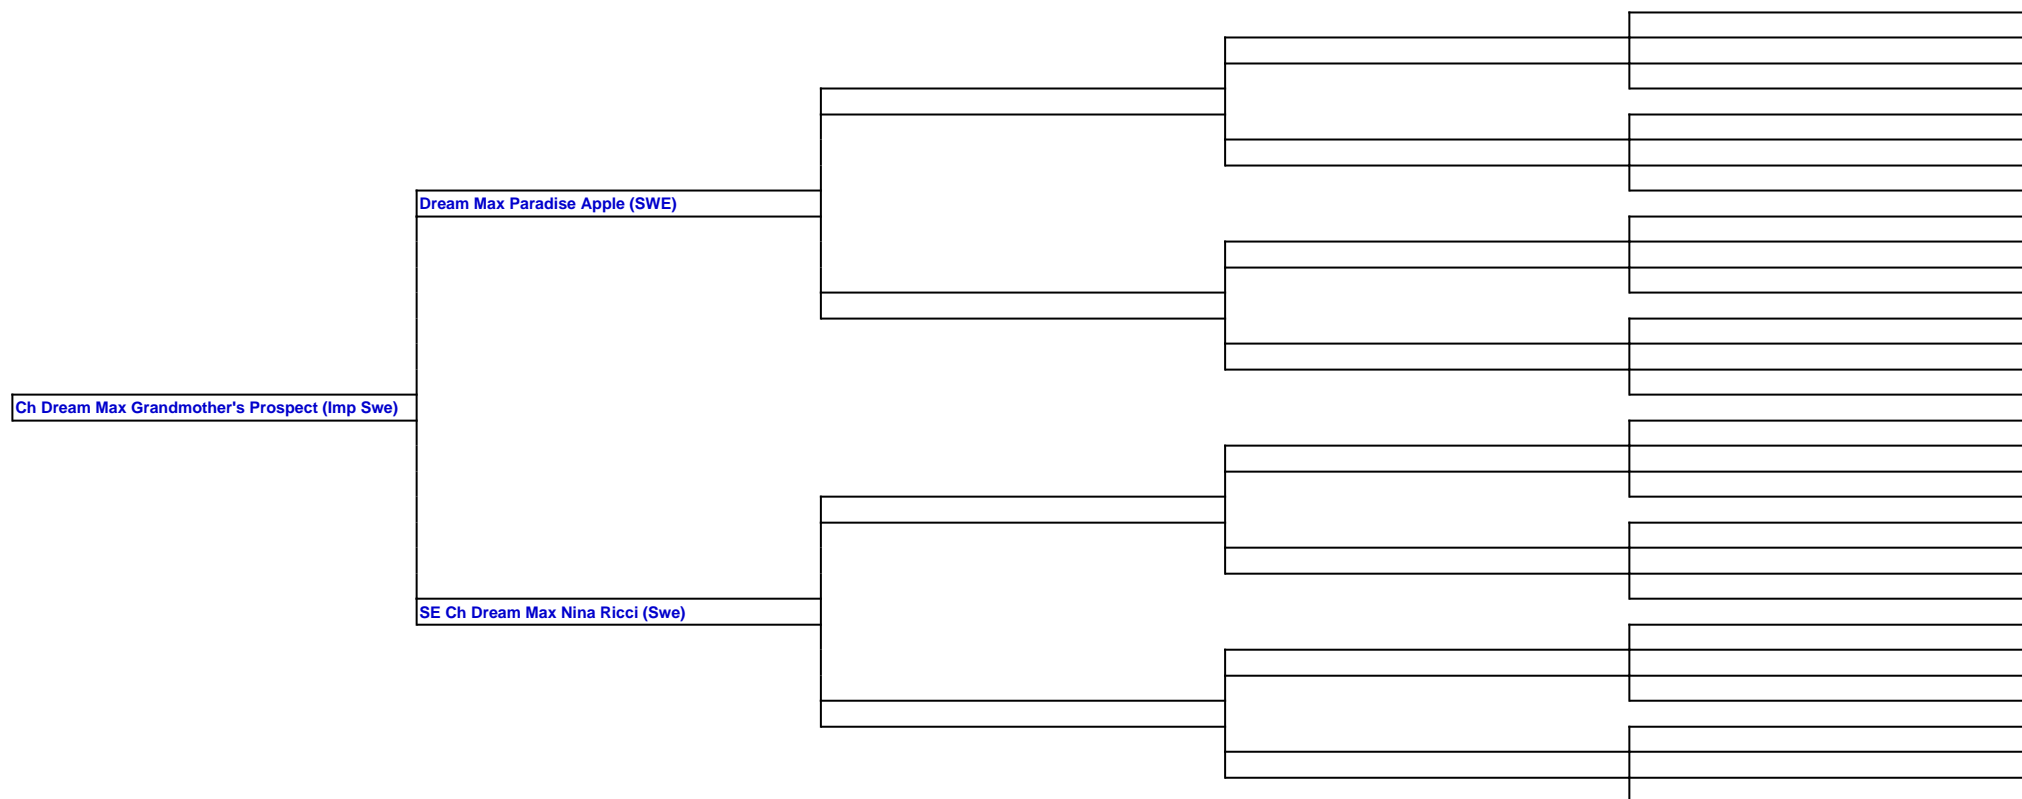 Dream Max Paradise Apple (SWE)
Ch Dream Max Grandmother's Prospect (Imp Swe)
SE Ch Dream Max Nina Ricci (Swe)